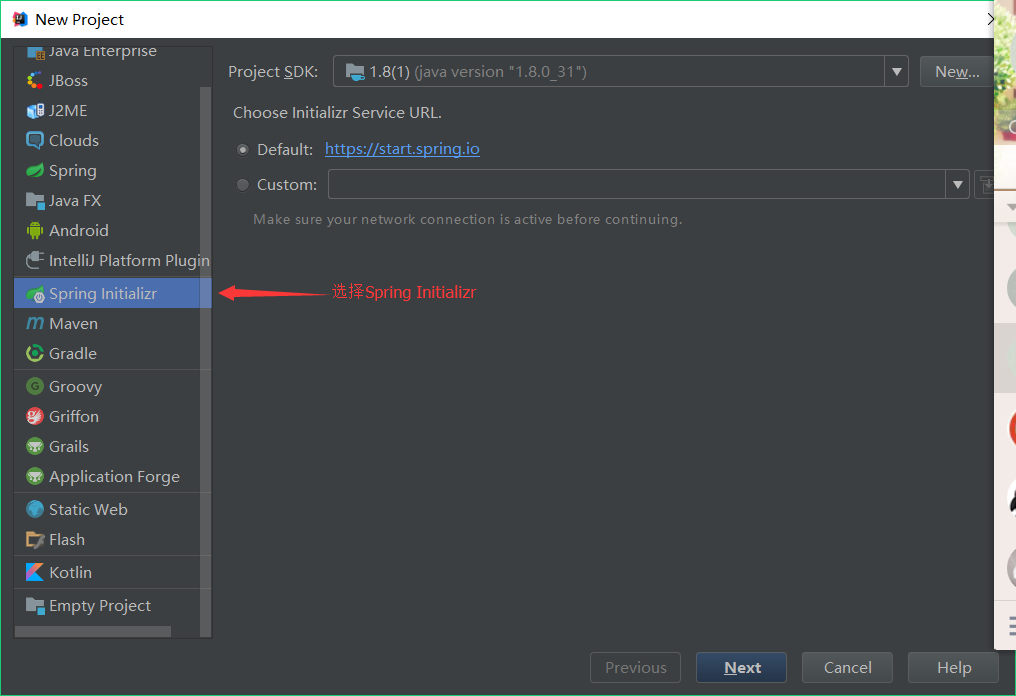 New Project
Java Enterprise
JBoss
J2ME
Clouds
Spring
Java FX
Android
IntelliJ Platform Plugin
Spring Initializr
Maven
Gradle
Groovy
Griffon
Grails
Application Forge
Static Web
Flash
Kotlin
Empty Project
Project SDK: 1.8(1) (java version "1.8.0_31") New...
Choose Initializr Service URL.
Default: https://start.spring.io
Custom:
Make sure your network connection is active before continuing.
选择Spring Initializr
Previous Next Cancel Help